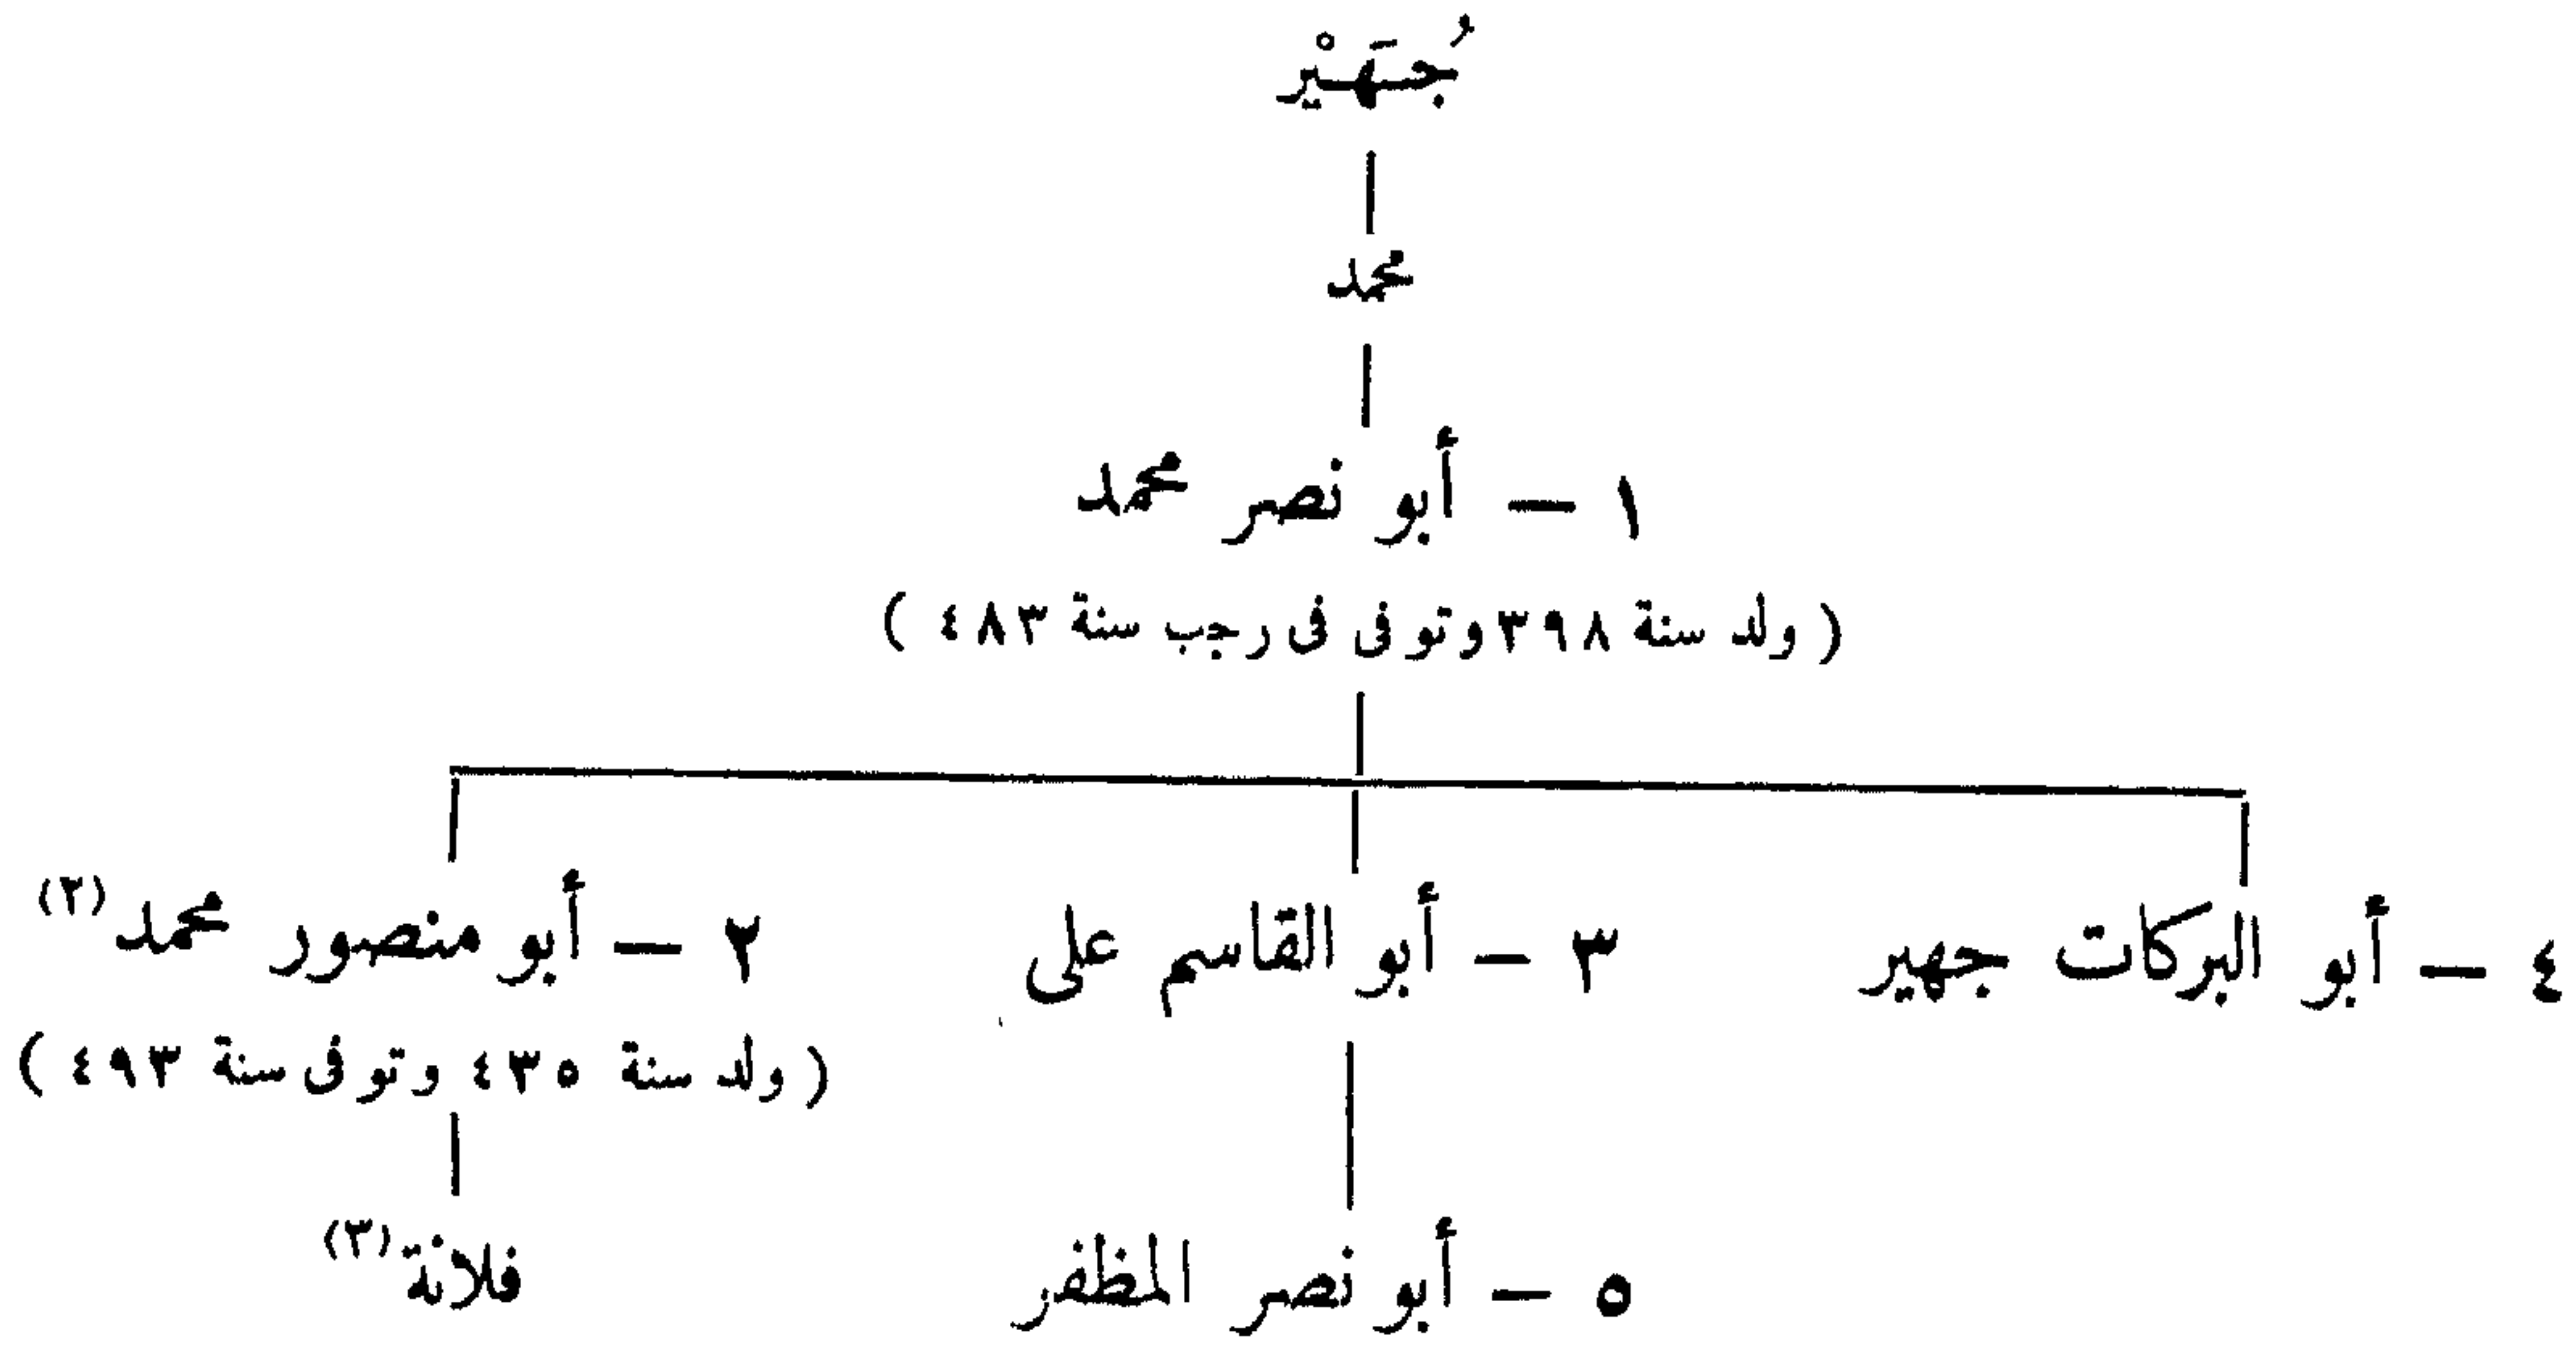 جُهَيْر
محمد
١ — أبو نصر محمد
( ولد سنة ٣٩٨ وتوفى فى رجب سنة ٤٨٣ )
٤ — أبو البركات جهير
٣ — أبو القاسم على
٢ — أبو منصور محمد (٢)
( ولد سنة ٤٣٥ وتوفى سنة ٤٩٣ )
٥ — أبو نصر المظفر
فلانة (٣)